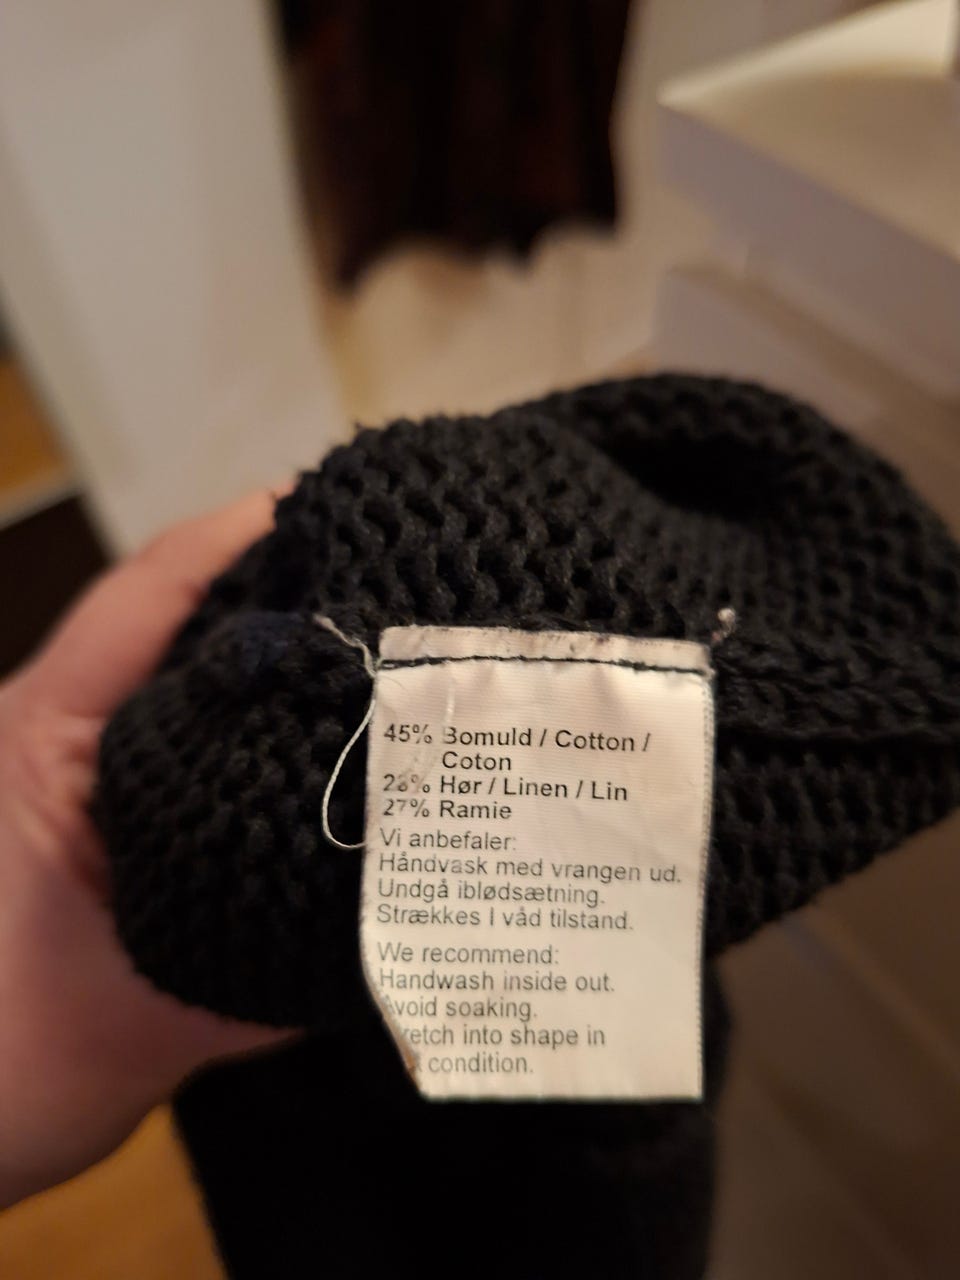 45% Bomuld / Cotton /
Coton
28% Hør / Linen / Lin
27% Ramie
Vi anbefaler:
Håndvask med vrangen ud.
Undgå iblødsætning.
Strækkes I våd tilstand.
We recommend:
Handwash inside out.
Avoid soaking.
into shape in
condition.